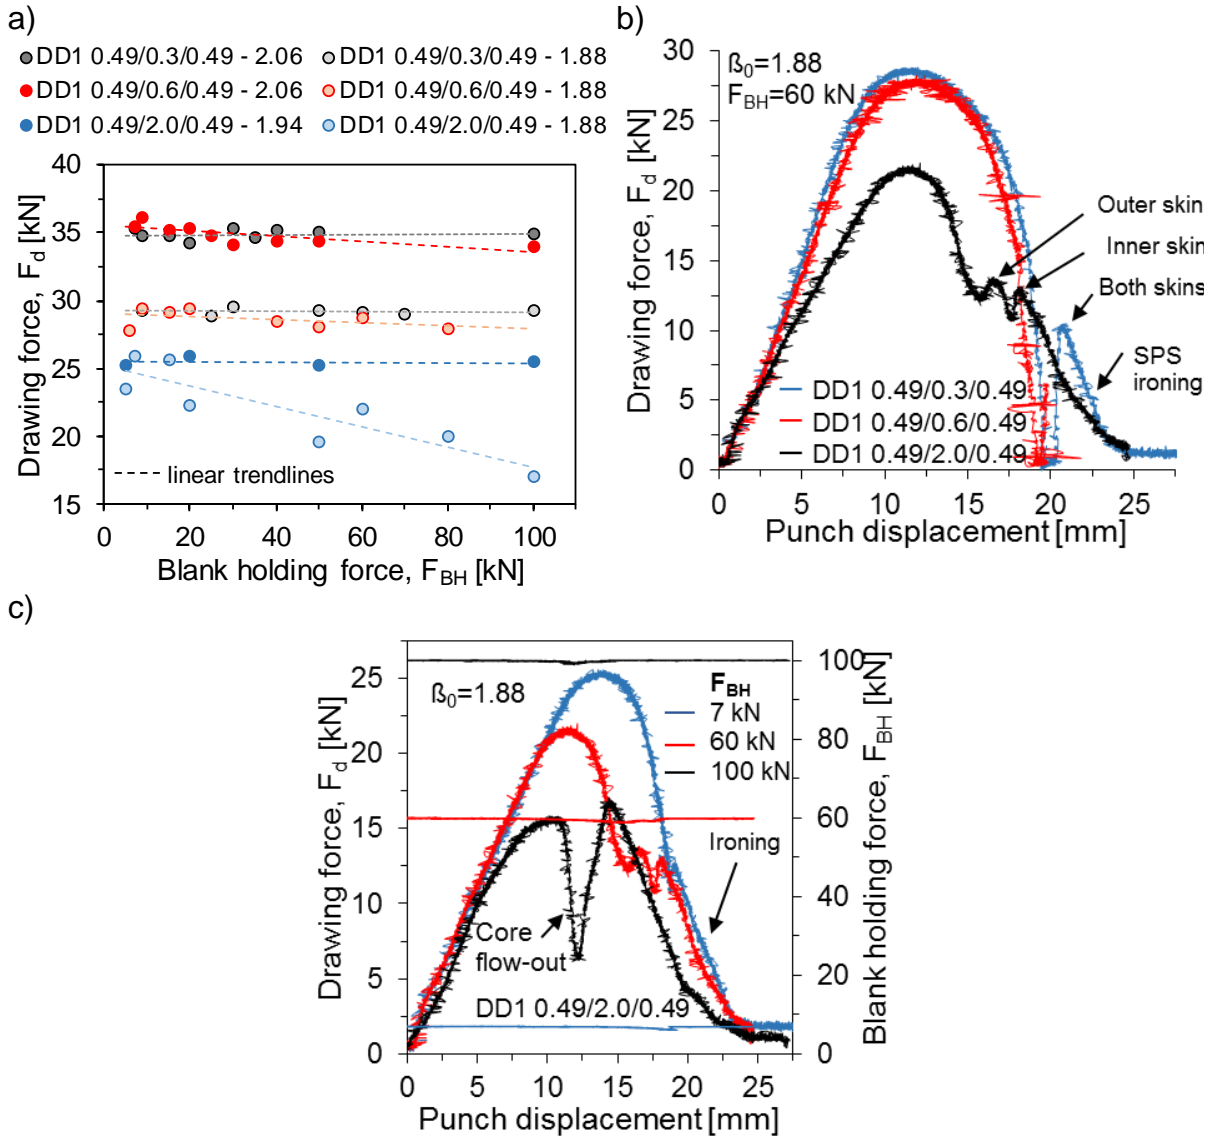 a)
DD1 0.49/0.3/0.49 - 2.06
DD1 0.49/0.3/0.49 - 1.88
DD1 0.49/0.6/0.49 - 2.06
DD1 0.49/0.6/0.49 - 1.88
DD1 0.49/2.0/0.49 - 1.94
DD1 0.49/2.0/0.49 - 1.88
40
35
30
25
20
15
Drawing force, Fd [kN]
linear trendlines
0 20 40 60 80 100
Blank holding force, FBH [kN]
b)
30
25
20
15
10
5
0
Drawing force, Fd [kN]
ß0=1.88
FBH=60 kN
Outer skin
Inner skin
Both skins
SPS
ironing
DD1 0.49/0.3/0.49
DD1 0.49/0.6/0.49
DD1 0.49/2.0/0.49
0 5 10 15 20 25
Punch displacement [mm]
c)
25
20
15
10
5
0
Drawing force, Fd [kN]
ß0=1.88
FBH
7 kN
60 kN
100 kN
Ironing
Core
flow-out
DD1 0.49/2.0/0.49
100
80
60
40
20
0
Blank holding force, FBH [kN]
0 5 10 15 20 25
Punch displacement [mm]